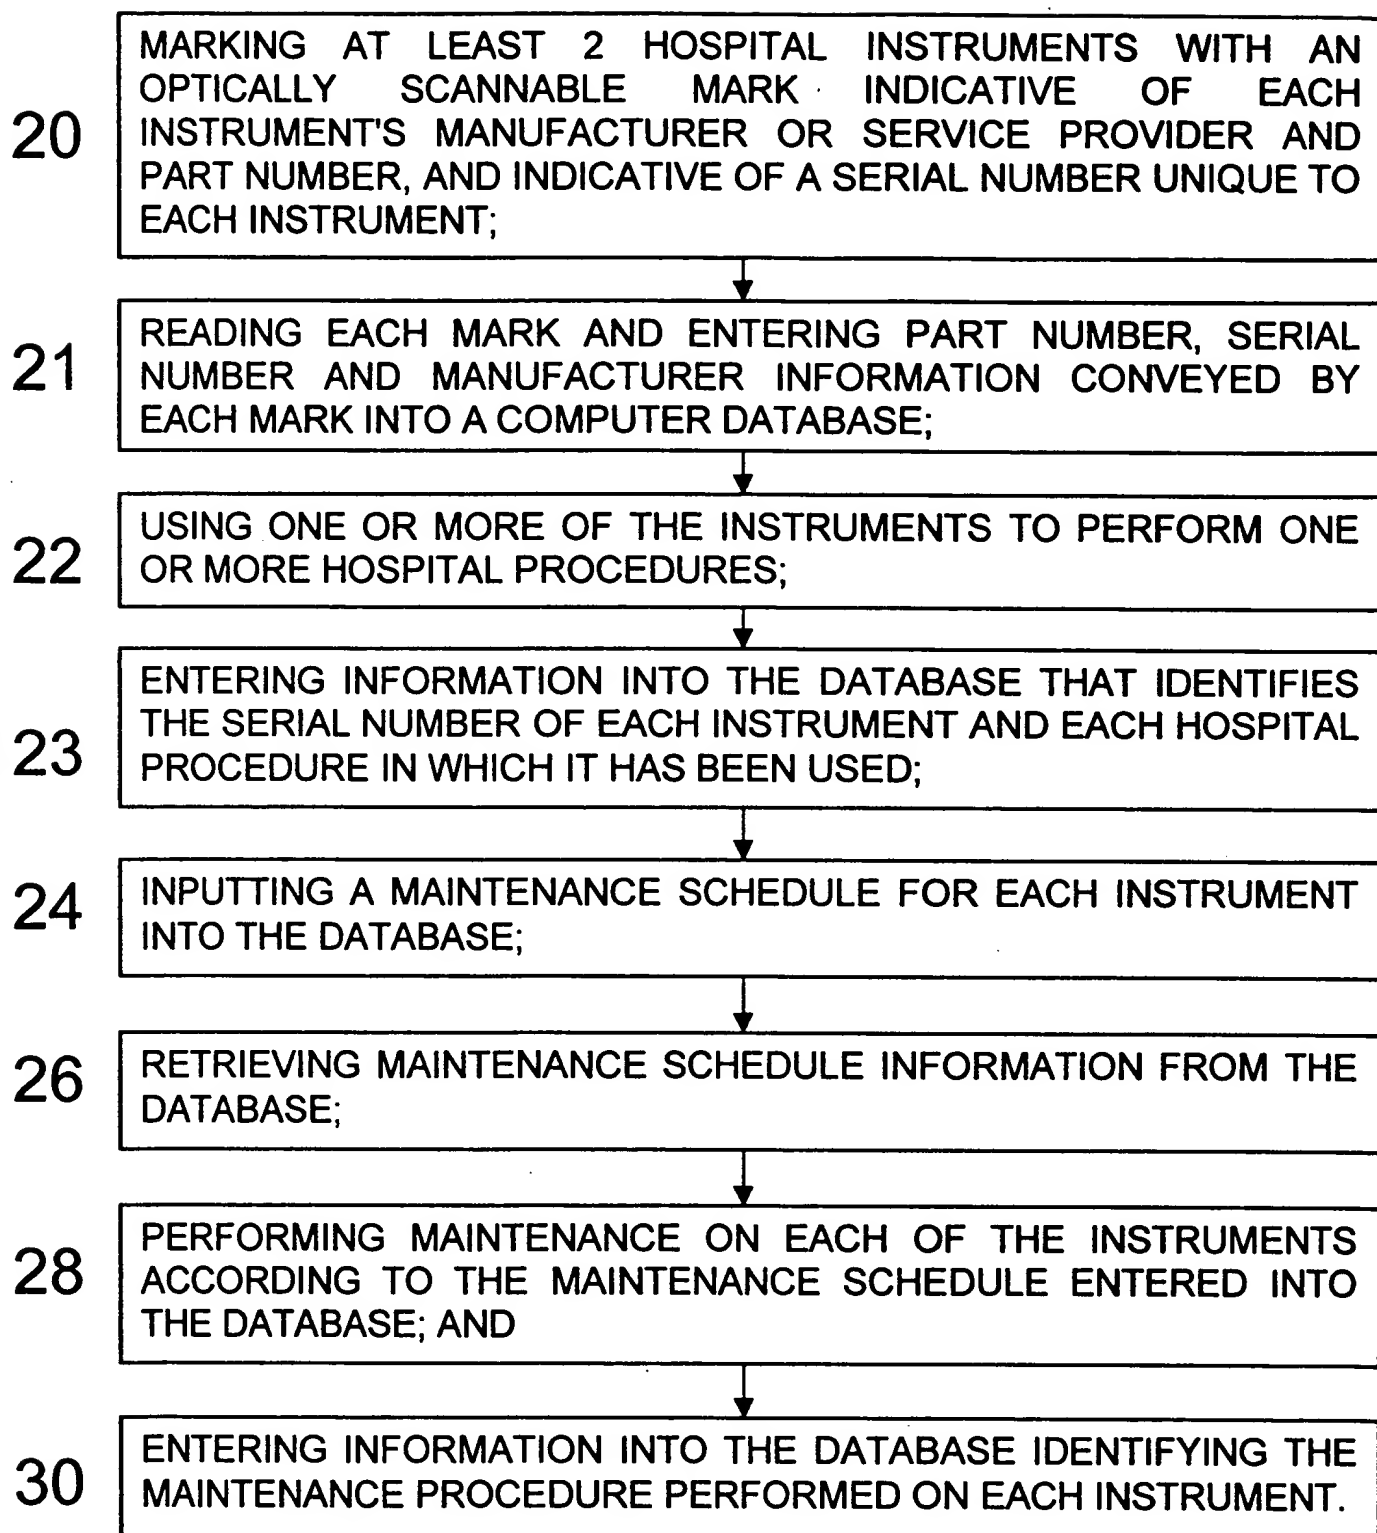 20
MARKING AT LEAST 2 HOSPITAL INSTRUMENTS WITH AN
OPTICALLY SCANNABLE MARK INDICATIVE OF EACH
INSTRUMENT'S MANUFACTURER OR SERVICE PROVIDER AND
PART NUMBER, AND INDICATIVE OF A SERIAL NUMBER UNIQUE TO
EACH INSTRUMENT;
21
READING EACH MARK AND ENTERING PART NUMBER, SERIAL
NUMBER AND MANUFACTURER INFORMATION CONVEYED BY
EACH MARK INTO A COMPUTER DATABASE;
22
USING ONE OR MORE OF THE INSTRUMENTS TO PERFORM ONE
OR MORE HOSPITAL PROCEDURES;
23
ENTERING INFORMATION INTO THE DATABASE THAT IDENTIFIES
THE SERIAL NUMBER OF EACH INSTRUMENT AND EACH HOSPITAL
PROCEDURE IN WHICH IT HAS BEEN USED;
24
INPUTTING A MAINTENANCE SCHEDULE FOR EACH INSTRUMENT
INTO THE DATABASE;
26
RETRIEVING MAINTENANCE SCHEDULE INFORMATION FROM THE
DATABASE;
28
PERFORMING MAINTENANCE ON EACH OF THE INSTRUMENTS
ACCORDING TO THE MAINTENANCE SCHEDULE ENTERED INTO
THE DATABASE; AND
30
ENTERING INFORMATION INTO THE DATABASE IDENTIFYING THE
MAINTENANCE PROCEDURE PERFORMED ON EACH INSTRUMENT.